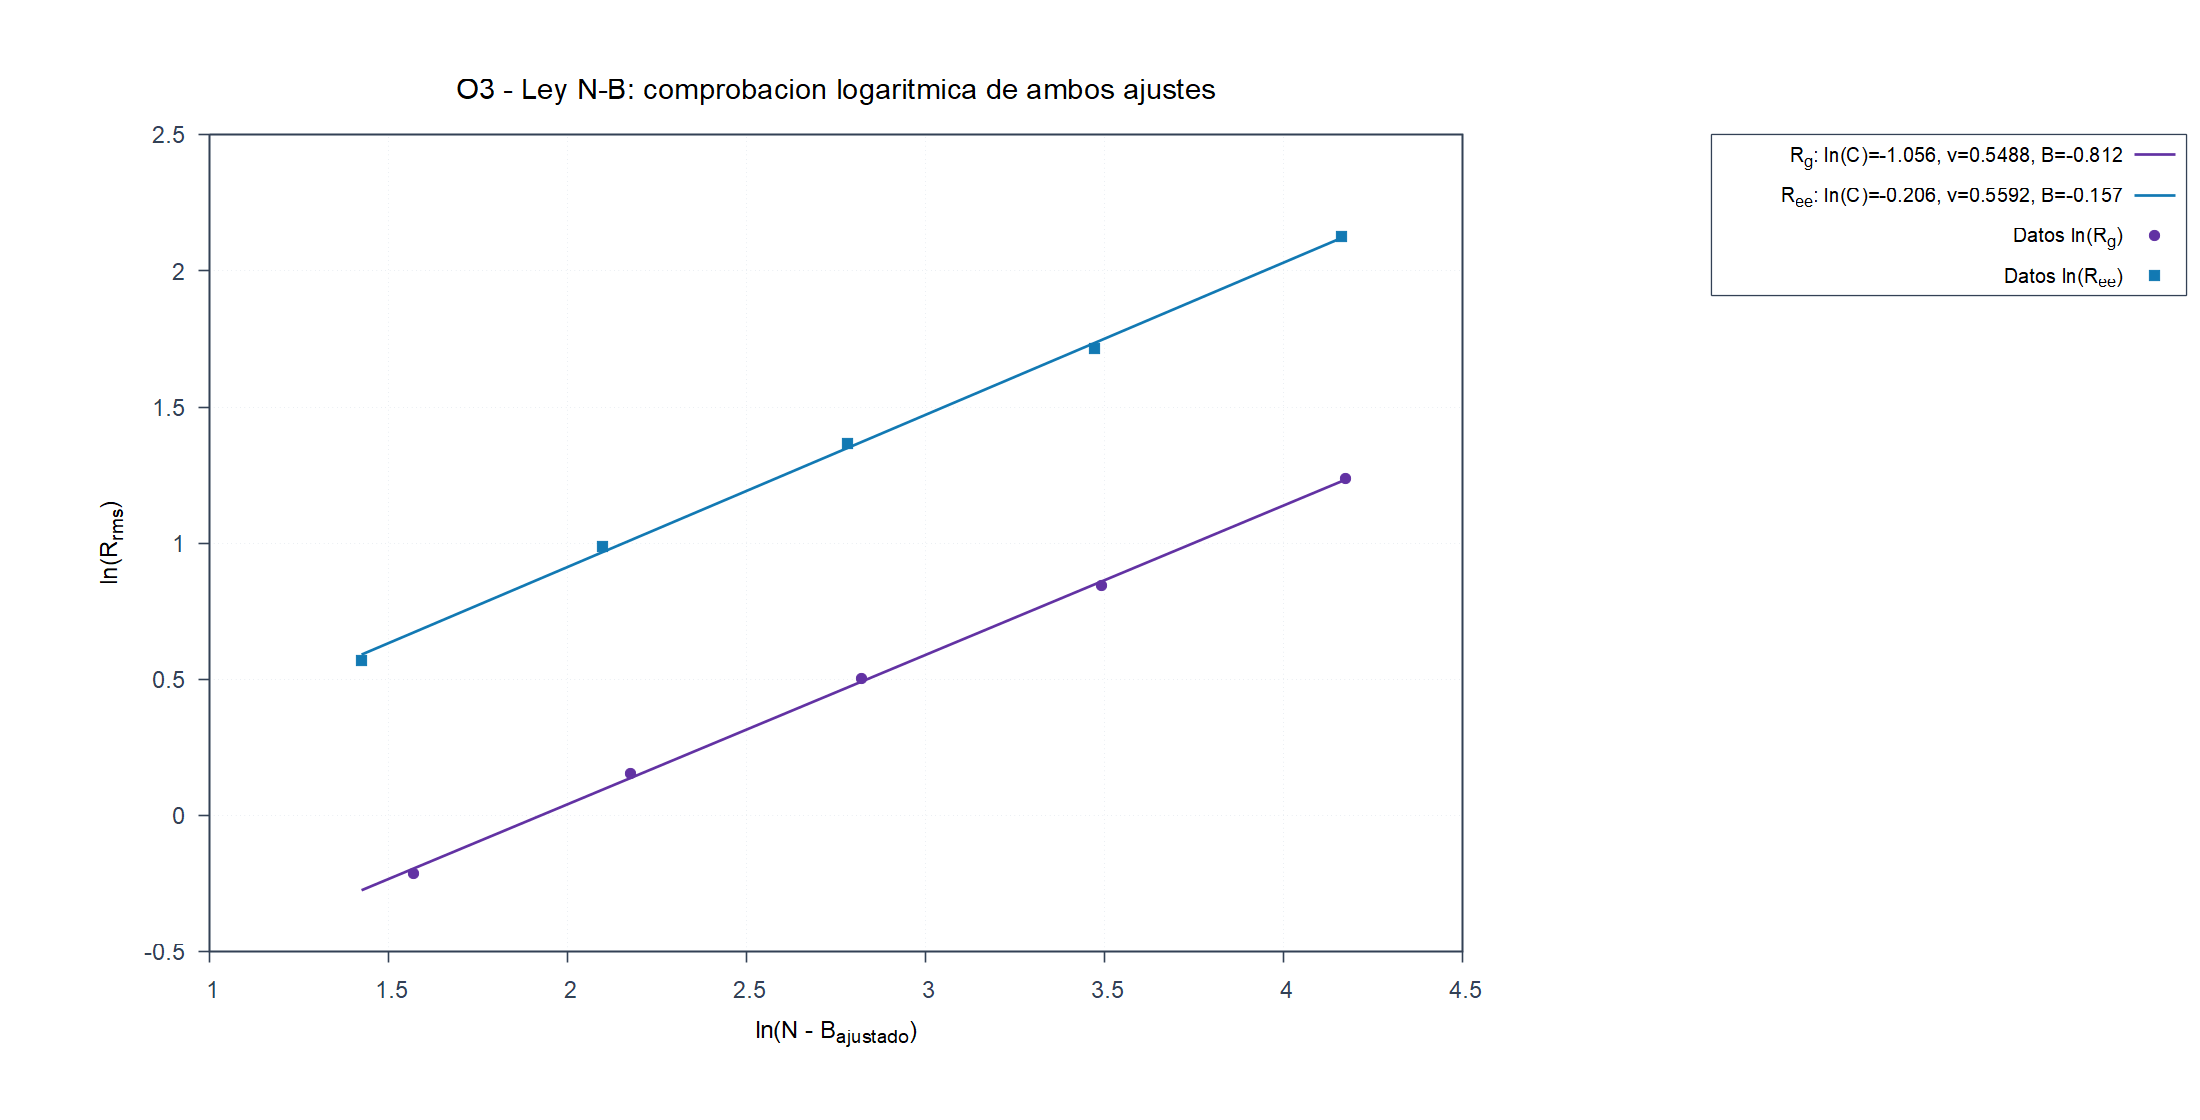 O3 - Ley N-B: comprobacion logaritmica de ambos ajustes
R_g: ln(C)=-1.056, v=0.5488, B=-0.812
R_ee: ln(C)=-0.206, v=0.5592, B=-0.157
Datos ln(R_g)
Datos ln(R_ee)
ln(R_rms)
2.5
2
1.5
1
0.5
0
-0.5
1 1.5 2 2.5 3 3.5 4 4.5
ln(N - B_ajustado)